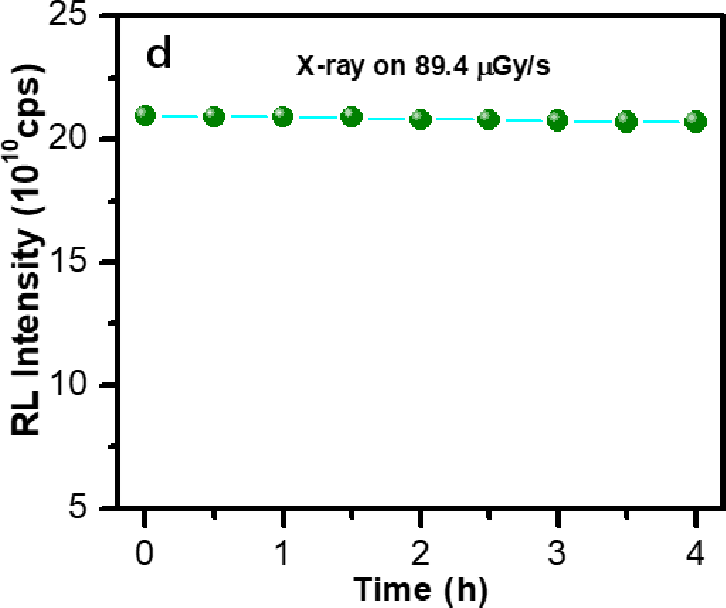 d
X-ray on 89.4 μGy/s
25
20
15
10
5
RL Intensity (10¹⁰cps)
0 1 2 3 4
Time (h)